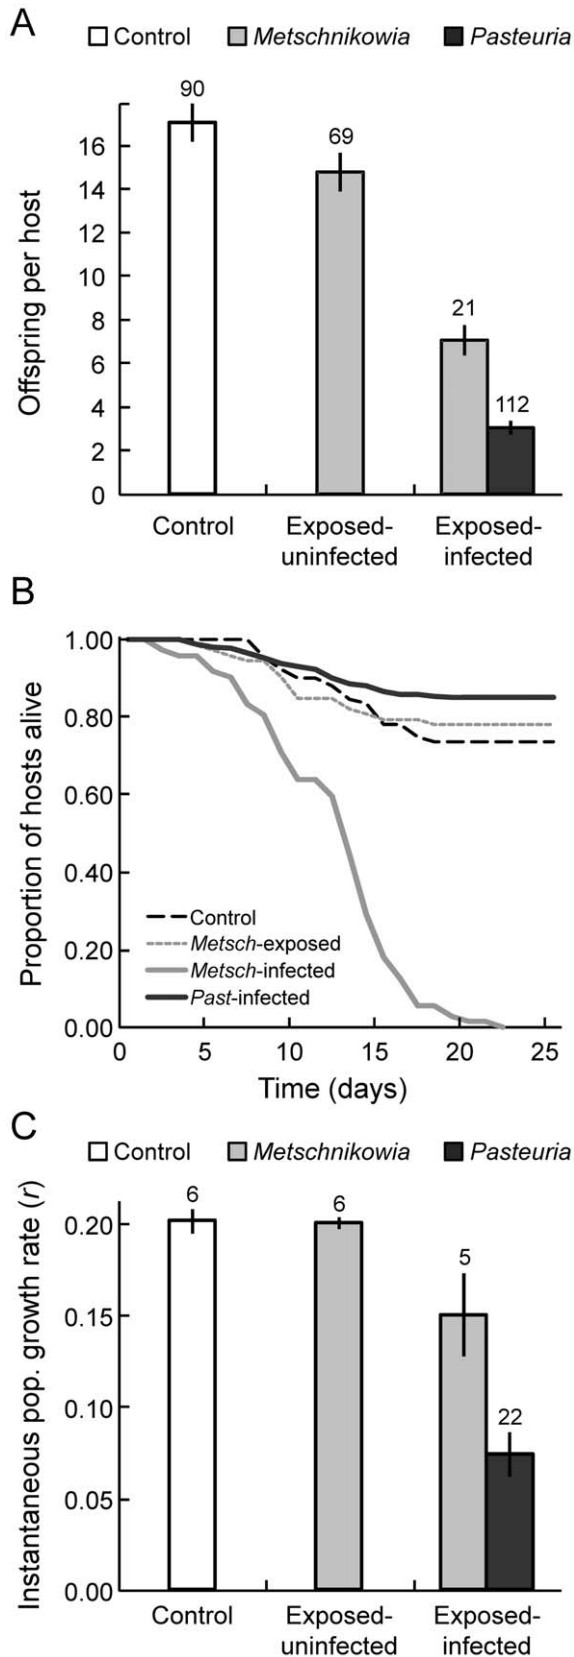 A
Control Metschnikowia Pasteuria
Offspring per host
90
69
21
112
16
14
12
10
8
6
4
2
0
Control Exposed-uninfected Exposed-infected
B
Proportion of hosts alive
1.00
0.80
0.60
0.40
0.20
0.00
Control
Metsch-exposed
Metsch-infected
Past-infected
0 5 10 15 20 25
Time (days)
C
Control Metschnikowia Pasteuria
Instantaneous pop. growth rate (r)
6
6
5
22
0.20
0.15
0.10
0.05
0.00
Control Exposed-uninfected Exposed-infected